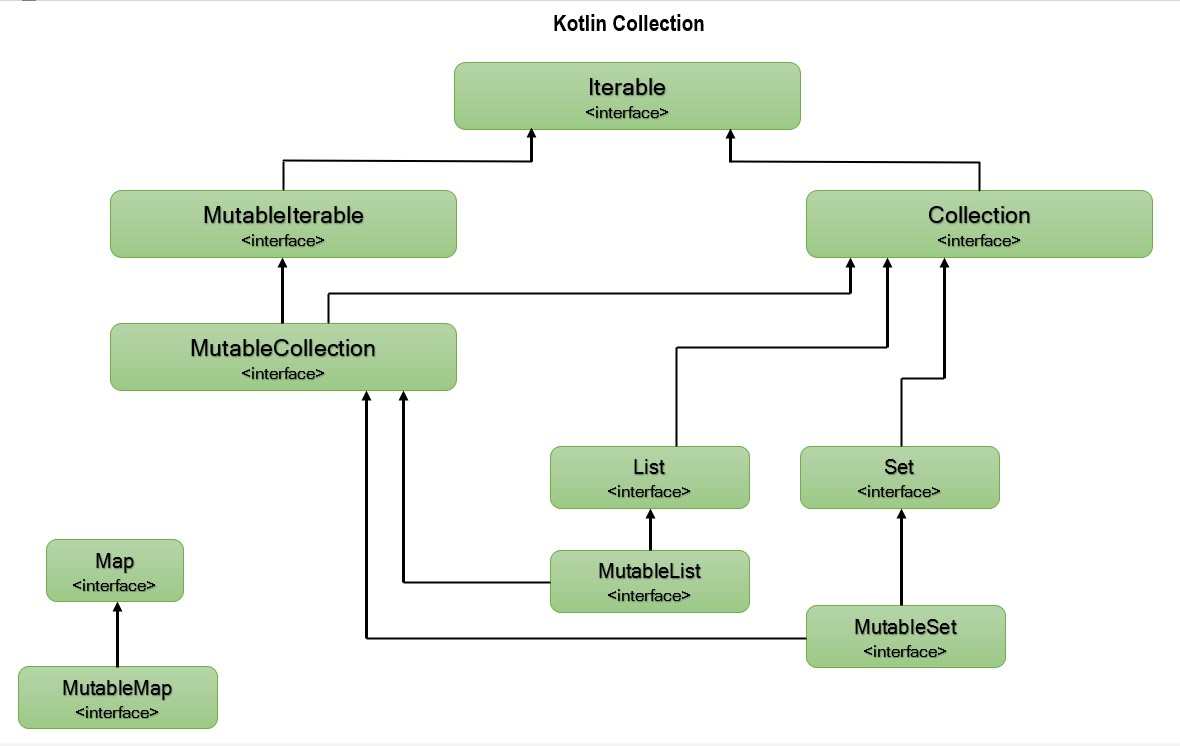 Kotlin Collection
Iterable
<interface>
MutableIterable
<interface>
Collection
<interface>
MutableCollection
<interface>
List
<interface>
Set
<interface>
Map
<interface>
MutableList
<interface>
MutableSet
<interface>
MutableMap
<interface>